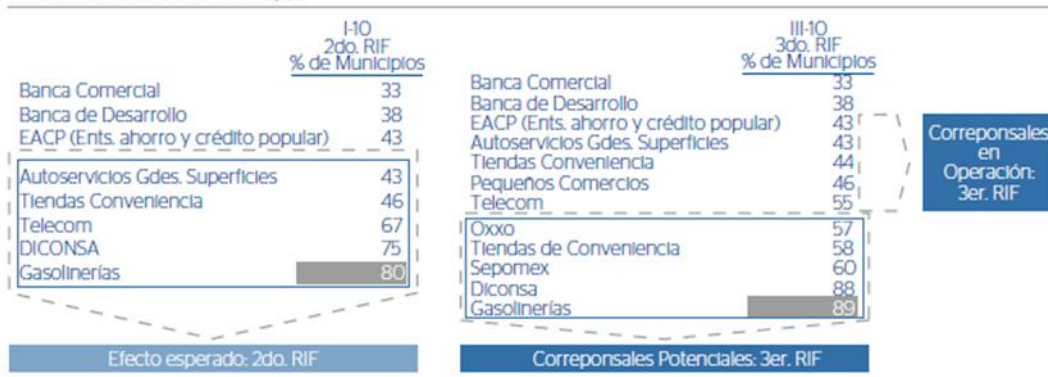 I-10
2do. RIF
% de Municipios
Banca Comercial 33
Banca de Desarrollo 38
EACP (Ents. ahorro y crédito popular) 43
Autoservicios Gdes. Superficies 43
Tiendas Conveniencia 46
Telecom 67
DICONSA 75
Gasolinerías 80
Efecto esperado: 2do. RIF
III-10
3do. RIF
% de Municipios
Banca Comercial 33
Banca de Desarrollo 38
EACP (Ents. ahorro y crédito popular) 43
Autoservicios Gdes. Superficies 43
Tiendas Conveniencia 44
Pequeños Comercios 46
Telecom 55
Oxxo 57
Tiendas de Conveniencia 58
Sepomex 60
Diconsa 88
Gasolinerías 89
Correponsales Potenciales: 3er. RIF
Correponsales
en
Operación:
3er. RIF